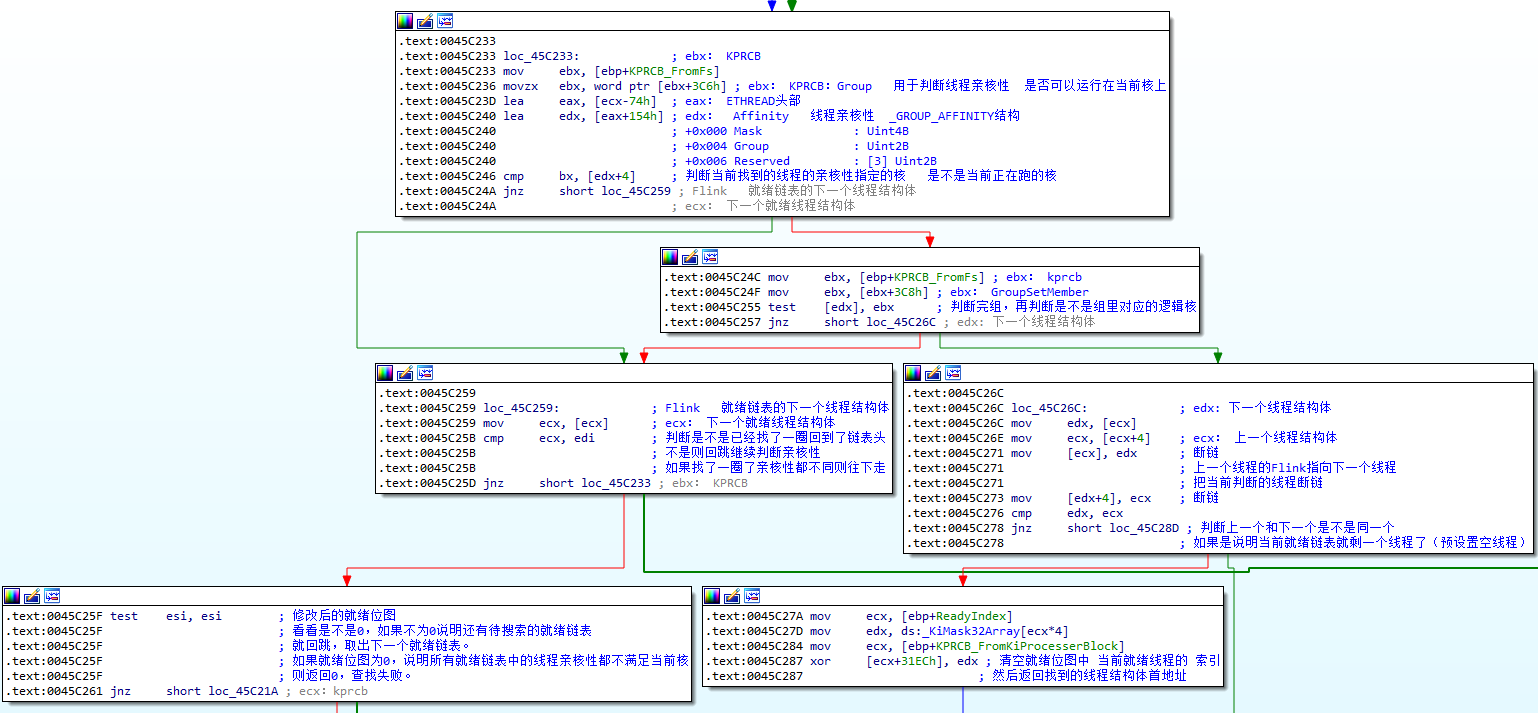 .text:0045C233
.text:0045C233 loc_45C233: ; ebx: KPRCB
.text:0045C233 mov ebx, [ebp+KPRCB_FromFs]
.text:0045C236 movzx ebx, word ptr [ebx+3C6h] ; ebx: KPRCB：Group 用于判断线程亲核性 是否可以运行在当前核上
.text:0045C23D lea eax, [ecx-74h] ; eax: ETHREAD头部
.text:0045C240 lea edx, [eax+154h] ; edx: Affinity 线程亲核性 _GROUP_AFFINITY结构
.text:0045C240 ; +0x000 Mask : Uint4B
.text:0045C240 ; +0x004 Group : Uint2B
.text:0045C240 ; +0x006 Reserved : [3] Uint2B
.text:0045C246 cmp bx, [edx+4] ; 判断当前找到的线程的亲核性指定的核 是不是当前正在跑的核
.text:0045C24A jnz short loc_45C259 ; Flink 就绪链表的下一个线程结构体
.text:0045C24A ; ecx: 下一个就绪线程结构体
.text:0045C24C mov ebx, [ebp+KPRCB_FromFs] ; ebx: kprcb
.text:0045C24F mov ebx, [ebx+3C8h] ; ebx: GroupSetMember
.text:0045C255 test [edx], ebx ; 判断完组，再判断是不是组里对应的逻辑核
.text:0045C257 jnz short loc_45C26C ; edx: 下一个线程结构体
.text:0045C259
.text:0045C259 loc_45C259: ; Flink 就绪链表的下一个线程结构体
.text:0045C259 mov ecx, [ecx] ; ecx: 下一个就绪线程结构体
.text:0045C25B cmp ecx, edi ; 判断是不是已经找了一圈回到了链表头
.text:0045C25B ; 不是则回跳继续判断亲核性
.text:0045C25B ; 如果找了一圈了亲核性都不同则往下走
.text:0045C25D jnz short loc_45C233 ; ebx: KPRCB
.text:0045C26C
.text:0045C26C loc_45C26C: ; edx: 下一个线程结构体
.text:0045C26C mov edx, [ecx]
.text:0045C26E mov ecx, [ecx+4] ; ecx: 上一个线程结构体
.text:0045C271 mov [ecx], edx ; 断链
.text:0045C271 ; 上一个线程的Flink指向下一个线程
.text:0045C271 ; 把当前判断的线程断链
.text:0045C273 mov [edx+4], ecx ; 断链
.text:0045C276 cmp edx, ecx
.text:0045C278 jnz short loc_45C28D ; 判断上一个和下一个是不是同一个
.text:0045C278 ; 如果是说明当前就绪链表就剩一个线程了（预设置空线程）
.text:0045C25F test esi, esi ; 修改后的就绪位图
.text:0045C25F ; 看看是不是0，如果不为0说明还有待搜索的就绪链表
.text:0045C25F ; 就回跳，取出下一个就绪链表。
.text:0045C25F ; 如果就绪位图为0，说明所有就绪链表中的线程亲核性都不满足当前核
.text:0045C25F ; 则返回0，查找失败。
.text:0045C261 jnz short loc_45C21A ; ecx：kprcb
.text:0045C27A mov ecx, [ebp+ReadyIndex]
.text:0045C27D mov edx, ds:_KiMask32Array[ecx*4]
.text:0045C284 mov ecx, [ebp+KPRCB_FromKiProcesserBlock]
.text:0045C287 xor [ecx+31ECh], edx ; 清空就绪位图中 当前就绪线程的 索引
.text:0045C287 ; 然后返回找到的线程结构体首地址